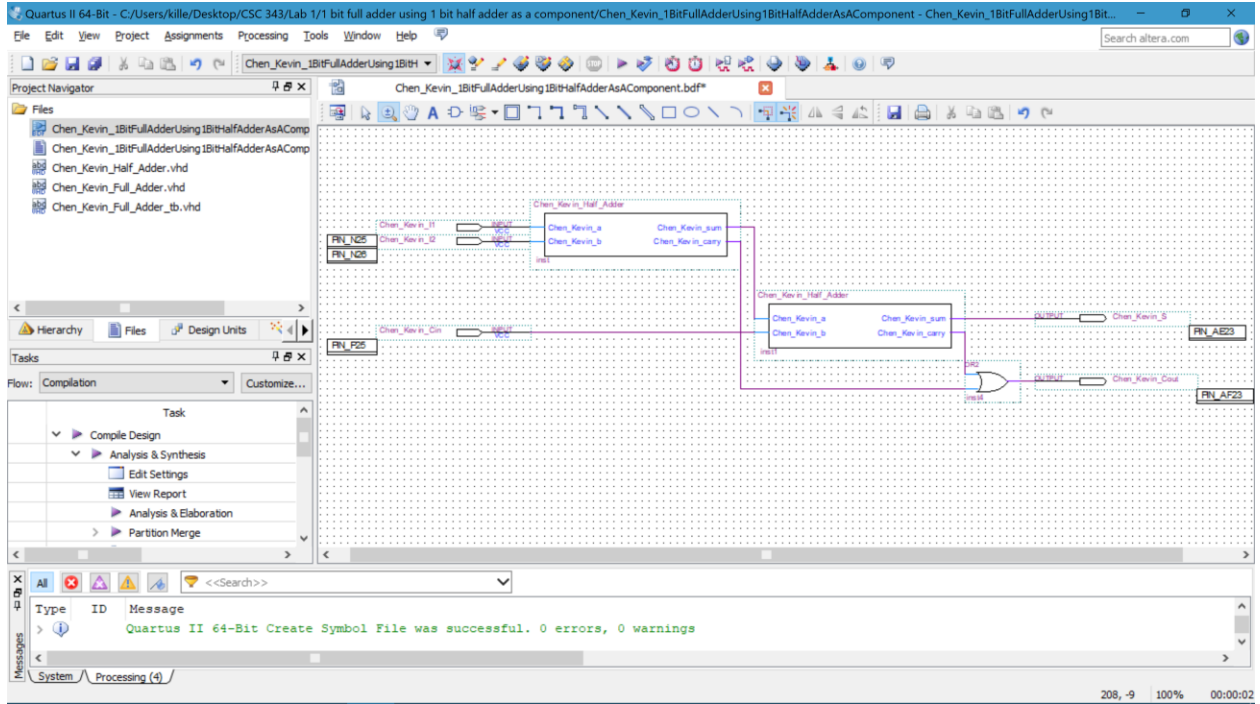 Quartus II 64-Bit - C:/Users/kille/Desktop/CSC 343/Lab 1/1 bit full adder using 1 bit half adder as a component/Chen_Kevin_1BitFullAdderUsing1BitHalfAdderAsAComponent - Chen_Kevin_1BitFullAdderUsing1Bit...
File Edit View Project Assignments Processing Tools Window Help
Search altera.com
Chen_Kevin_1BitFullAdderUsing1BitH
Project Navigator
Chen_Kevin_1BitFullAdderUsing1BitHalfAdderAsAComponent.bdf*
Files
Chen_Kevin_1BitFullAdderUsing1BitHalfAdderAsAComp
Chen_Kevin_1BitFullAdderUsing1BitHalfAdderAsAComp
Chen_Kevin_Half_Adder.vhd
Chen_Kevin_Full_Adder.vhd
Chen_Kevin_Full_Adder_tb.vhd
Hierarchy Files Design Units
Tasks
Flow: Compilation Customize...
Task
Compile Design
Analysis & Synthesis
Edit Settings
View Report
Analysis & Elaboration
Partition Merge
Chen_Kevin_Half_Adder
Chen_Kevin_I1 INPUT VCC Chen_Kevin_a Chen_Kevin_sum
PIN_N25 Chen_Kevin_I2 INPUT VCC Chen_Kevin_b Chen_Kevin_carry
PIN_N26
inst
Chen_Kevin_Half_Adder
Chen_Kevin_a Chen_Kevin_sum OUTPUT Chen_Kevin_S
Chen_Kevin_Cin INPUT VCC Chen_Kevin_b Chen_Kevin_carry PIN_AE23
PIN_P25
inst1
OR2
OUTPUT Chen_Kevin_Cout
inst4 PIN_AF23
All <<Search>>
Type ID Message
Quartus II 64-Bit Create Symbol File was successful. 0 errors, 0 warnings
Messages
System Processing (4)
208, -9 100% 00:00:02